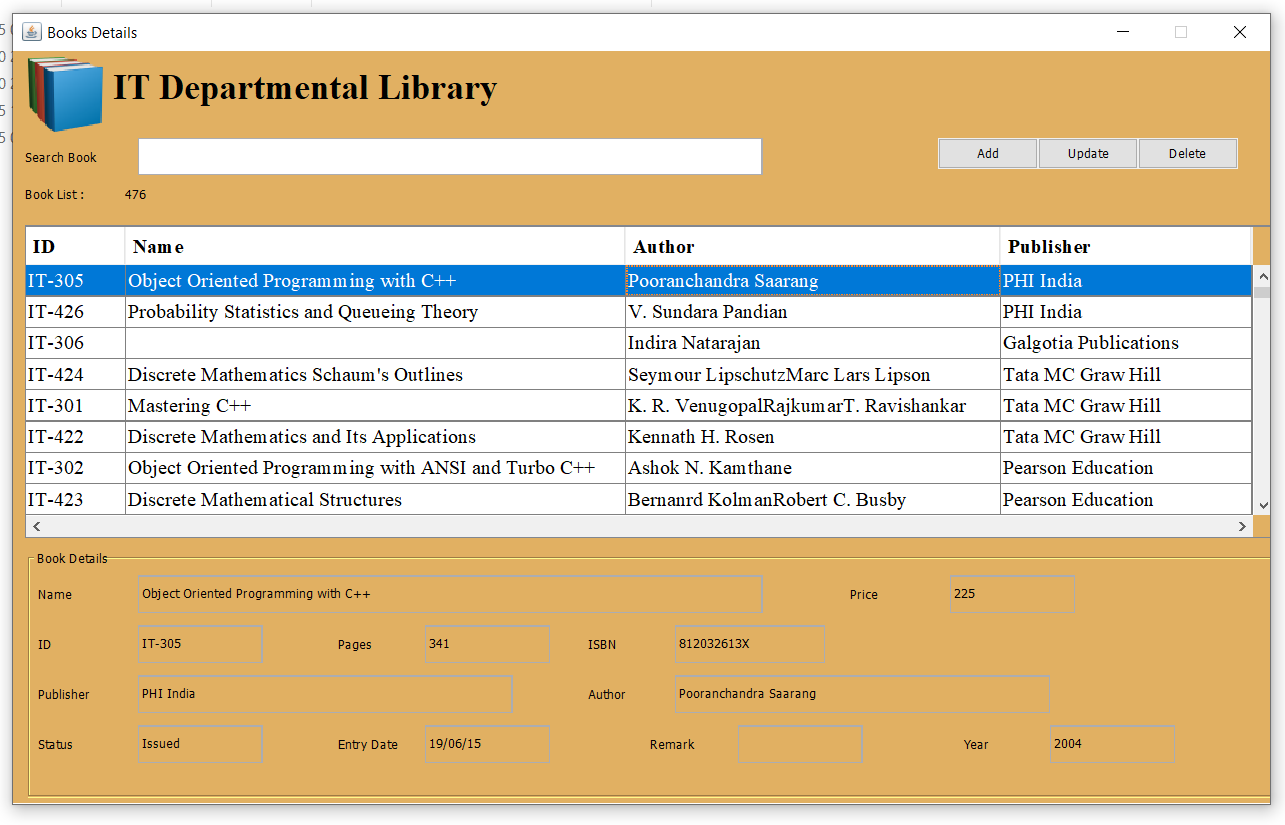 Books Details
IT Departmental Library
Search Book Add Update Delete
Book List : 476
ID Name Author Publisher
IT-305 Object Oriented Programming with C++ Pooranchandra Saarang PHI India
IT-426 Probability Statistics and Queueing Theory V. Sundara Pandian PHI India
IT-306 Indira Natarajan Galgotia Publications
IT-424 Discrete Mathematics Schaum's Outlines Seymour LipschutzMarc Lars Lipson Tata MC Graw Hill
IT-301 Mastering C++ K. R. VenugopalRajkumarT. Ravishankar Tata MC Graw Hill
IT-422 Discrete Mathematics and Its Applications Kennath H. Rosen Tata MC Graw Hill
IT-302 Object Oriented Programming with ANSI and Turbo C++ Ashok N. Kamthane Pearson Education
IT-423 Discrete Mathematical Structures Bernanrd KolmanRobert C. Busby Pearson Education
Book Details
Name Object Oriented Programming with C++ Price 225
ID IT-305 Pages 341 ISBN 812032613X
Publisher PHI India Author Pooranchandra Saarang
Status Issued Entry Date 19/06/15 Remark Year 2004